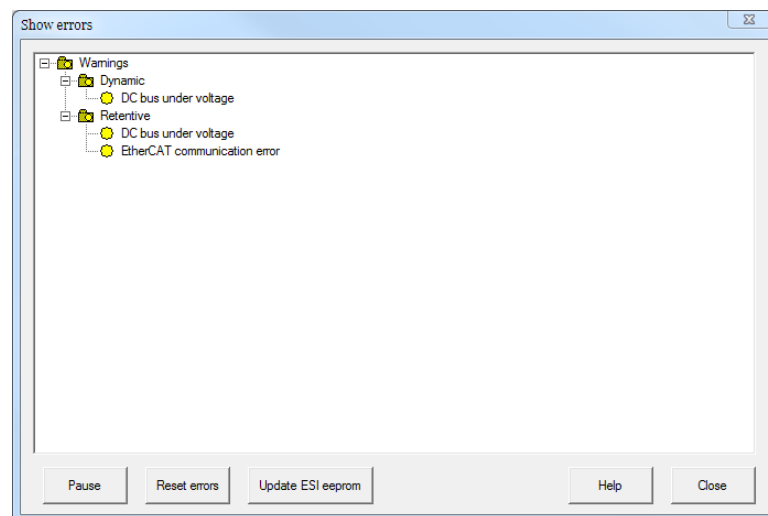 Show errors
Warnings
Dynamic
DC bus under voltage
Retentive
DC bus under voltage
EtherCAT communication error
Pause Reset errors Update ESI eeprom Help Close